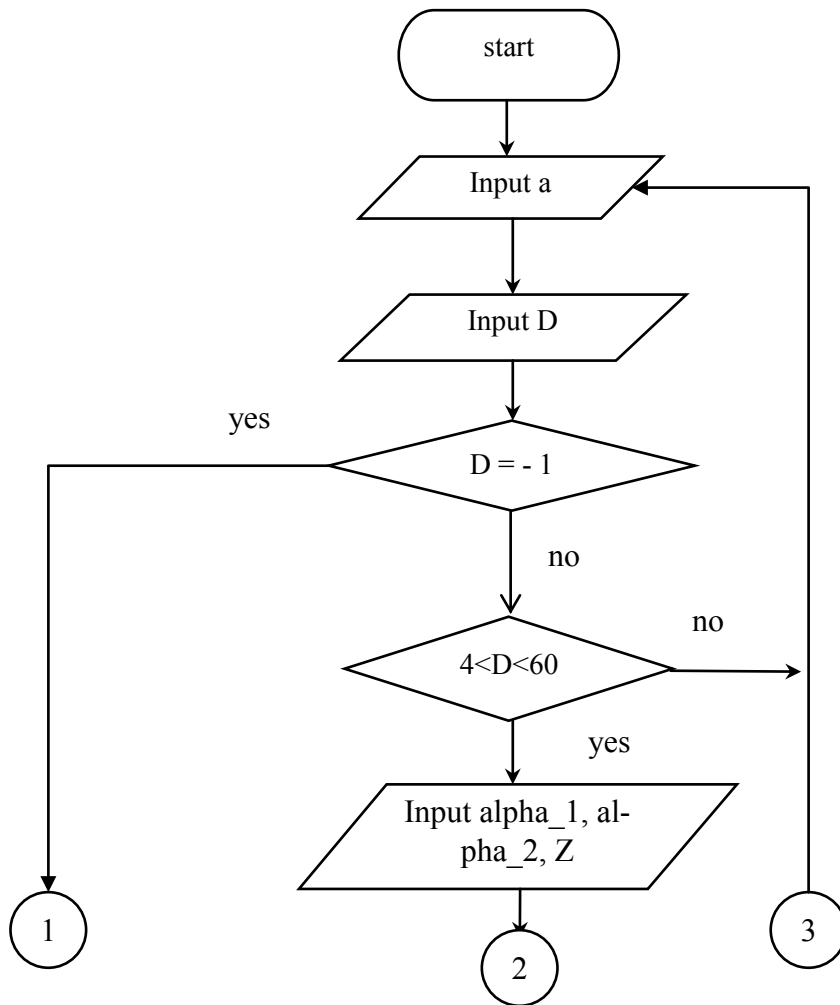 start
Input a
Input D
yes
D = - 1
no
no
4<D<60
yes
Input alpha_1, al-
pha_2, Z
1
3
2